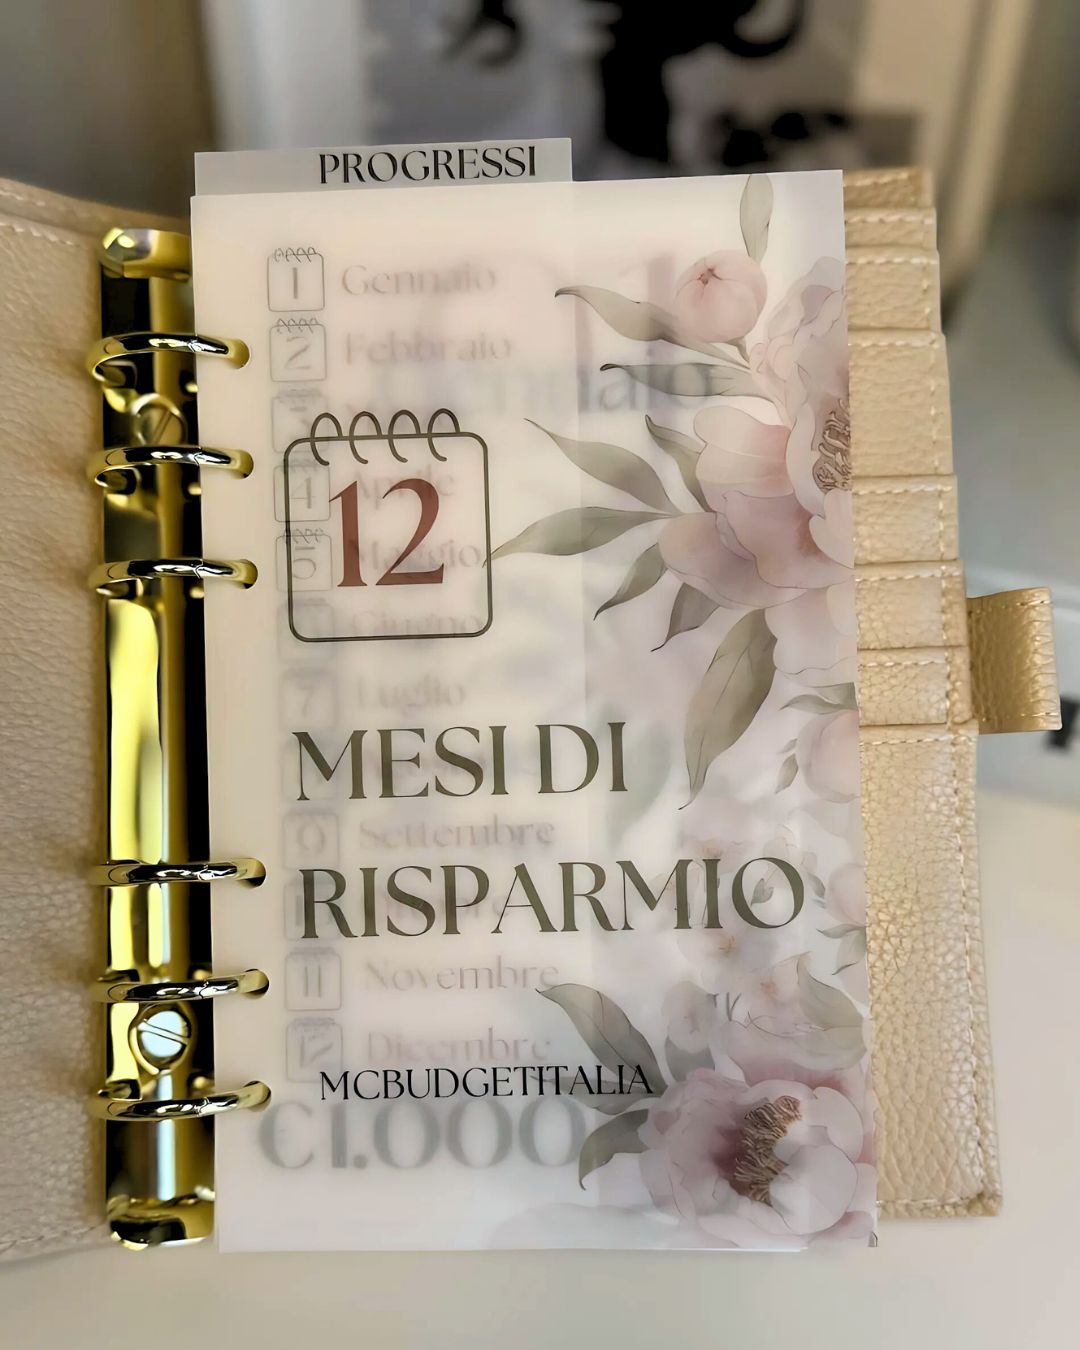 PROGRESSI
1 Gennaio
2 Febbraio
Gennaio
4 Aprile
5 Maggio
12
Giugno
7 Luglio
MESI DI
9 Settembre
RISPARMIO
11 Novembre
12 Dicembre
MCBUDGETITALIA
€1.000